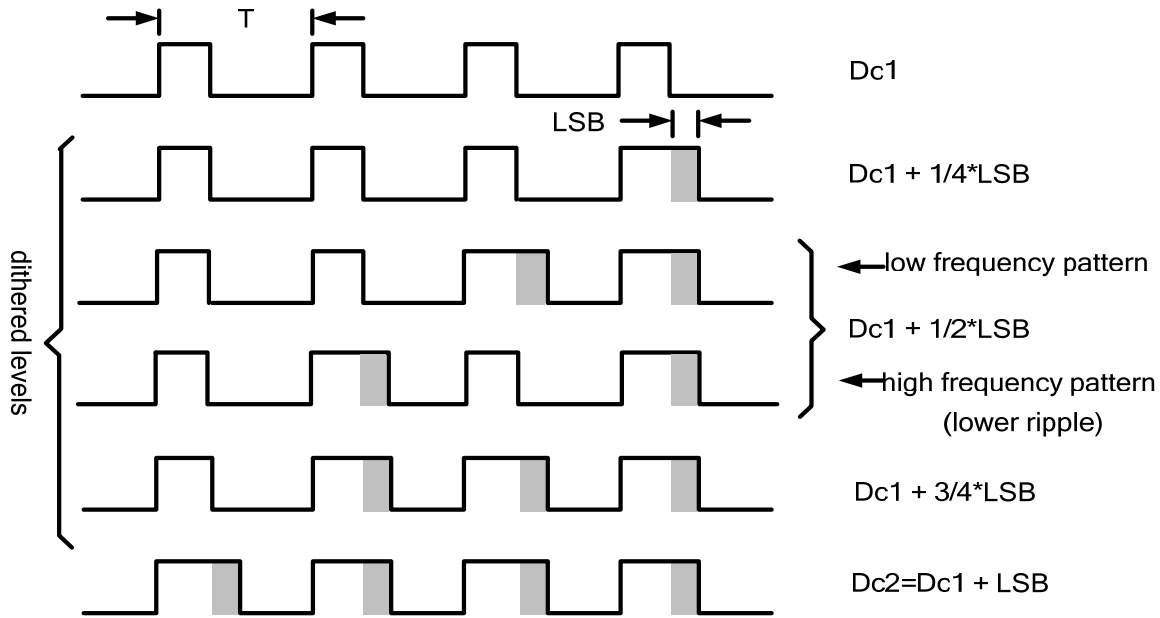 T
Dc1
LSB
Dc1 + 1/4*LSB
dithered levels
low frequency pattern
Dc1 + 1/2*LSB
high frequency pattern
(lower ripple)
Dc1 + 3/4*LSB
Dc2=Dc1 + LSB